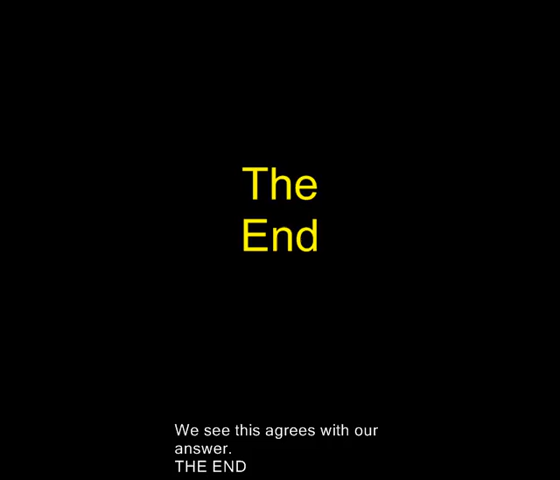 The
End
We see this agrees with our
answer.
THE END